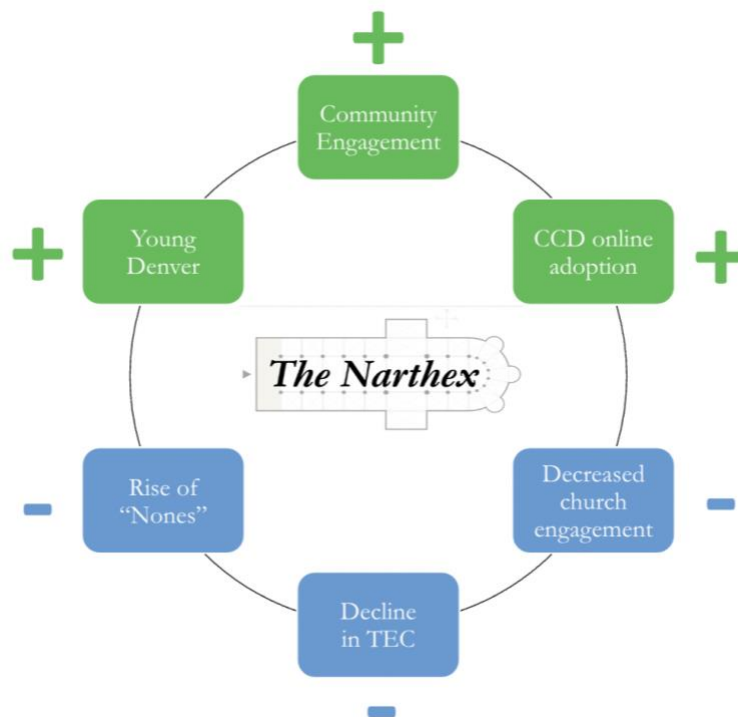 +
Community
Engagement
+
Young
Denver
CCD online
adoption
+
The Narthex
-
Rise of
“Nones”
Decreased
church
engagement
-
Decline
in TEC
-